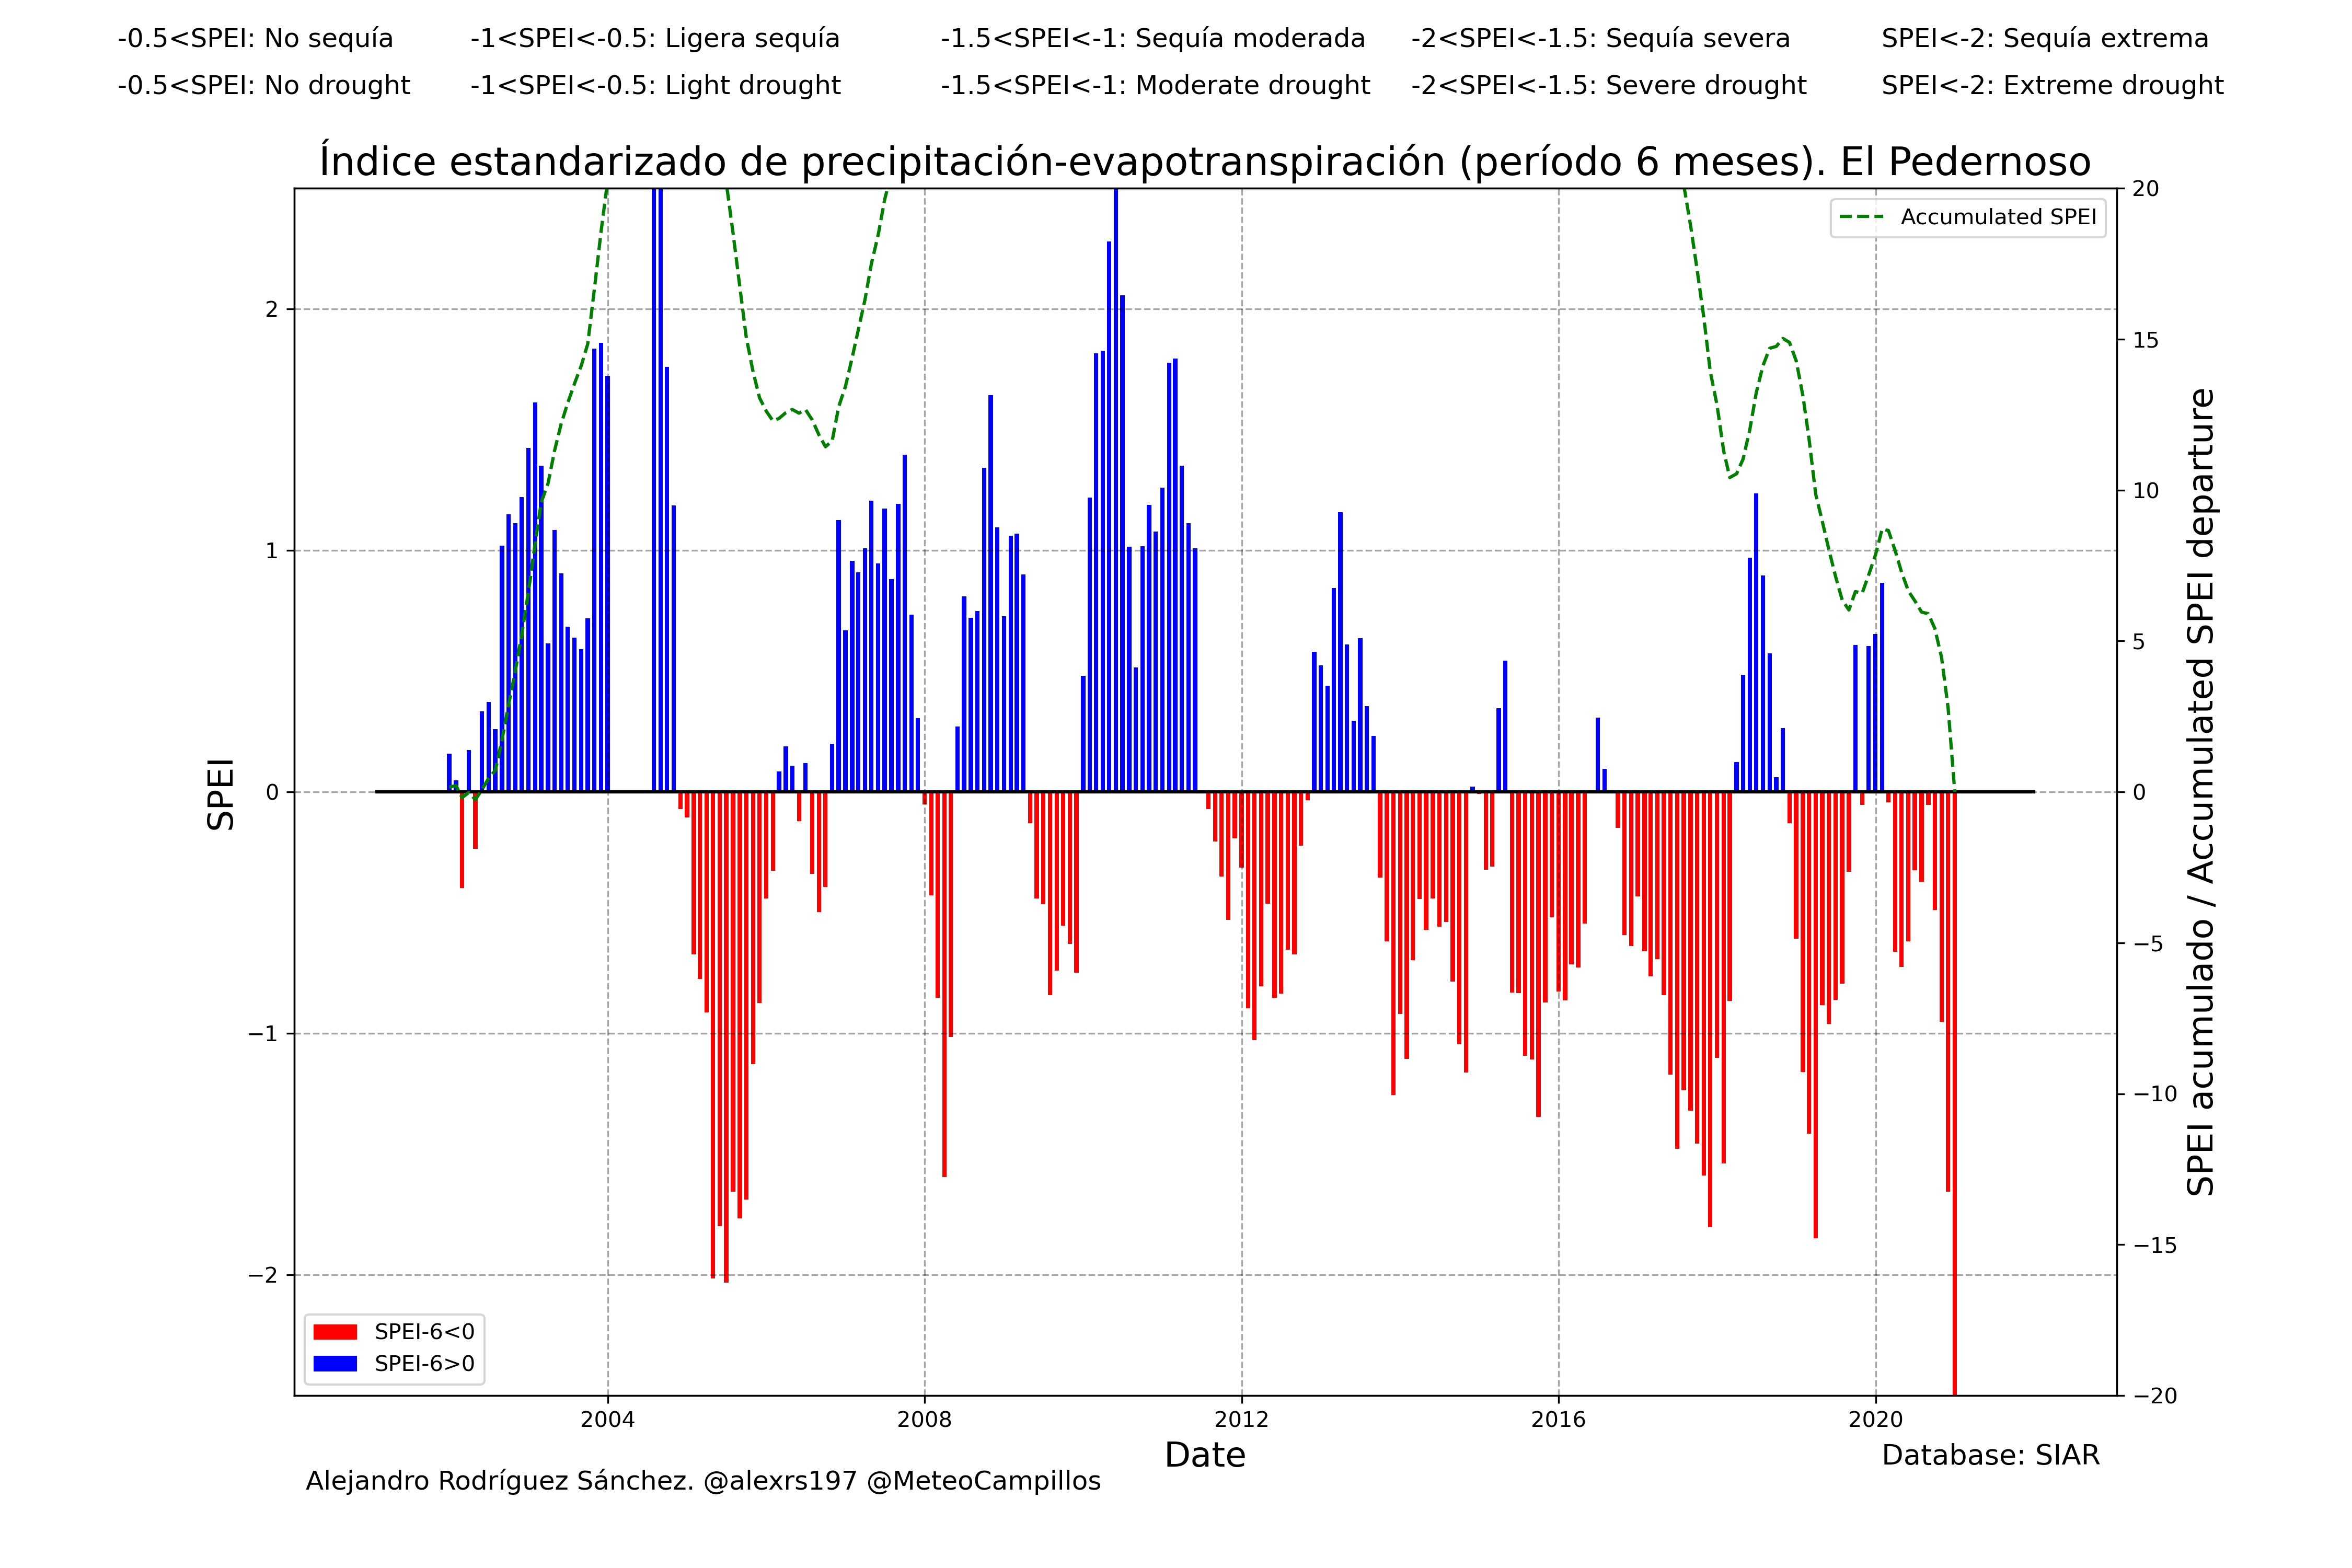 -0.5<SPEI: No sequía -1<SPEI<-0.5: Ligera sequía -1.5<SPEI<-1: Sequía moderada -2<SPEI<-1.5: Sequía severa SPEI<-2: Sequía extrema
-0.5<SPEI: No drought -1<SPEI<-0.5: Light drought -1.5<SPEI<-1: Moderate drought -2<SPEI<-1.5: Severe drought SPEI<-2: Extreme drought
Índice estandarizado de precipitación-evapotranspiración (período 6 meses). El Pedernoso
Accumulated SPEI
SPEI
2
1
0
−1
−2
20
15
10
5
0
−5
−10
−15
−20
SPEI acumulado / Accumulated SPEI departure
SPEI-6<0
SPEI-6>0
2004 2008 2012 2016 2020
Date
Database: SIAR
Alejandro Rodríguez Sánchez. @alexrs197 @MeteoCampillos